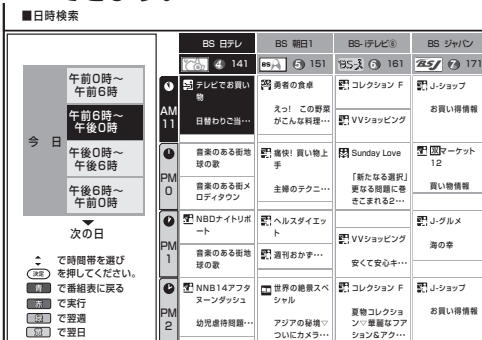 ■日時検索
BS 日テレ
BS 朝日1
BS-iテレビ⑧
BS ジャパン
④ 141
BS ⑤ 151
BS-i ⑥ 161
⑦ 171
今 日
午前0時～
午前6時
午前6時～
午後0時
午後0時～
午後6時
午後6時～
午前0時
次の日
で時間帯を選び
決定 を押してください。
青 で番組表に戻る
赤 で実行
で翌週
で翌日
AM
11
テレビでお買い
物
日替わりご当…
勇者の食卓
えっ! この野菜
がこんな料理…
コレクション F
VVショッピング
J-ショップ
お買い得情報
PM
0
音楽のある街地
球の歌
音楽のある街メ
ロディタウン
痛快! 買い物上
手
主婦のテクニ…
Sunday Love
「新たなる選択」
更なる問題に巻
きこまれる2…
マーケット
12
買い物情報
PM
1
NBDナイトリポ
ート
音楽のある街地
球の歌
ヘルスダイエッ
ト
週刊おかず…
VVショッピング
安くて安心キ…
J-グルメ
海の幸
PM
2
NNB14アフタ
ヌーンダッシュ
幼児虐待問題…
世界の絶景スペ
シャル
アジアの秘境▽
ついにカメラ…
コレクション F
夏物コレクショ
ン▽華麗なフア
ション&アク…
J-ショップ
お買い得情報